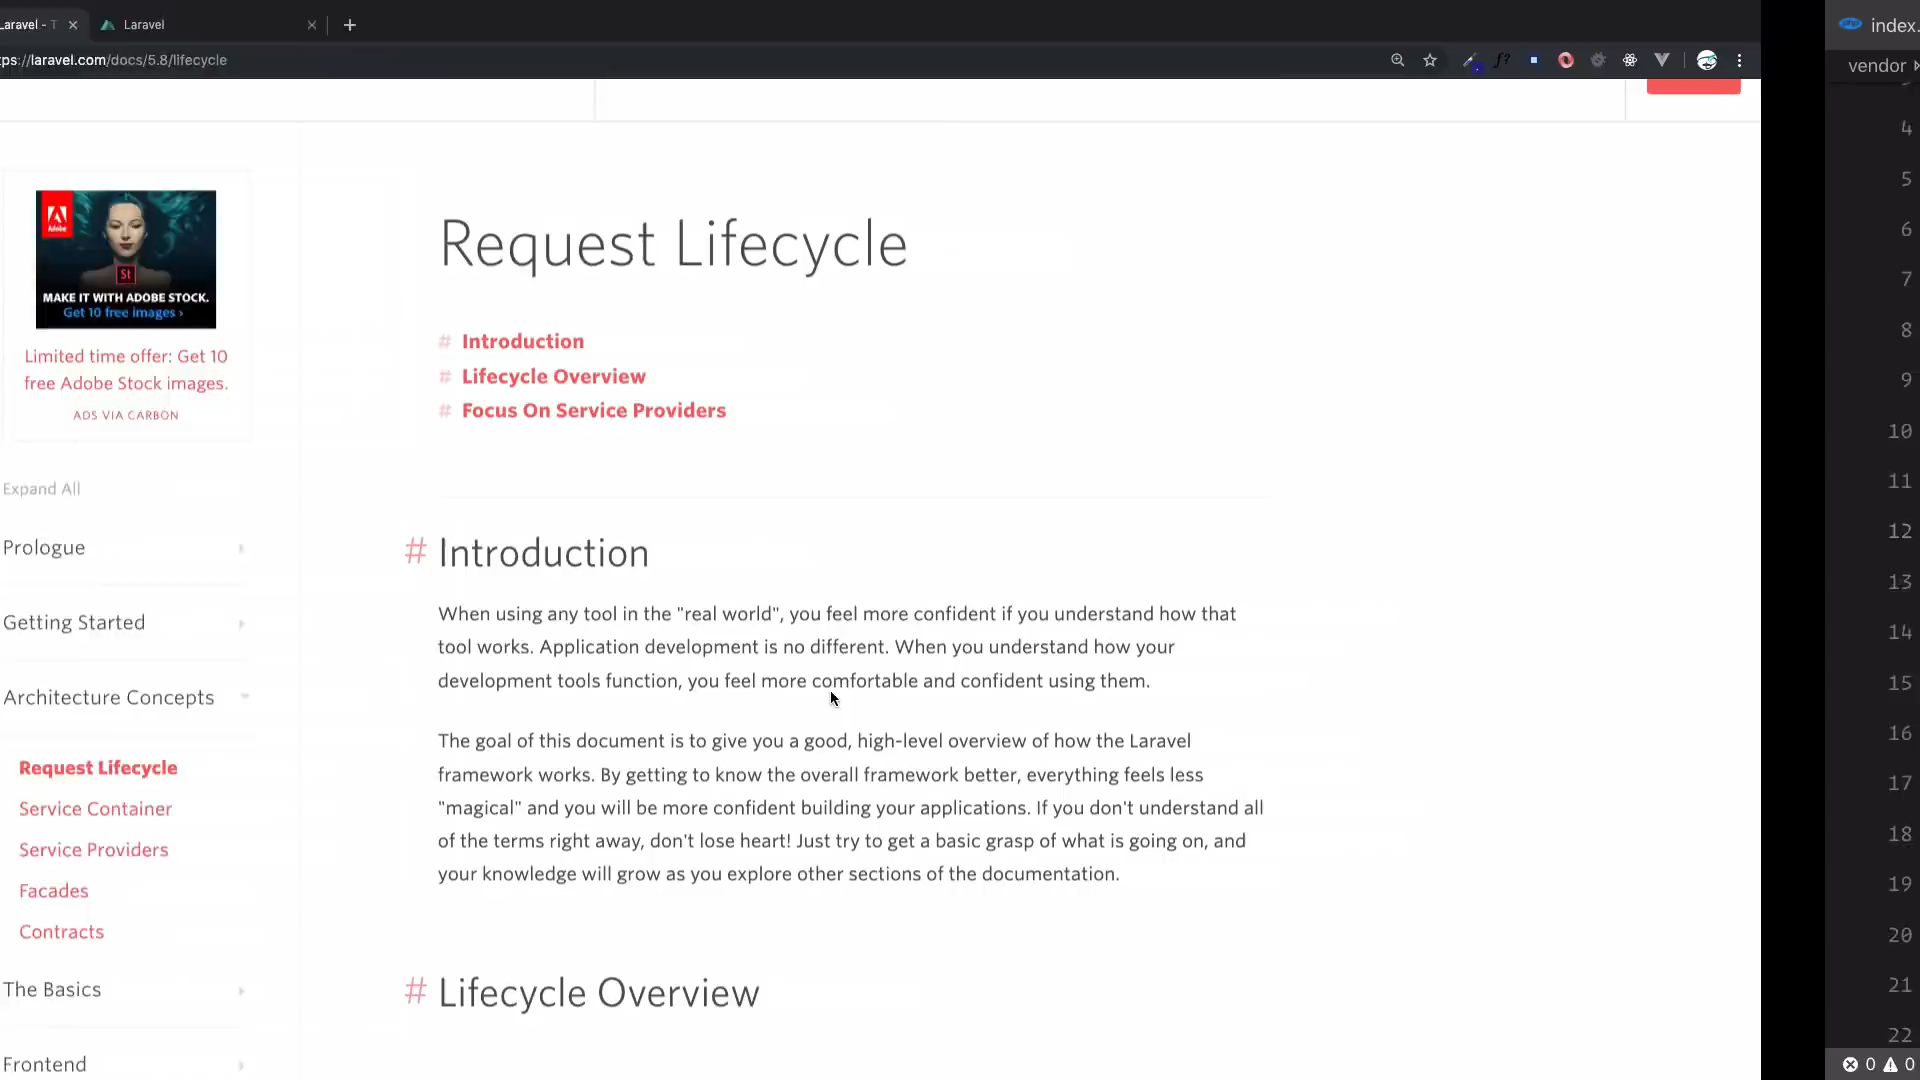 Laravel - T
Laravel
ps://laravel.com/docs/5.8/lifecycle
f?
php
index.
vendor
Adobe
St
MAKE IT WITH ADOBE STOCK.
Get 10 free images ›
Limited time offer: Get 10
free Adobe Stock images.
ADS VIA CARBON
Expand All
Prologue
Getting Started
Architecture Concepts
Request Lifecycle
Service Container
Service Providers
Facades
Contracts
The Basics
Frontend
Request Lifecycle
# Introduction
# Lifecycle Overview
# Focus On Service Providers
# Introduction
When using any tool in the "real world", you feel more confident if you understand how that
tool works. Application development is no different. When you understand how your
development tools function, you feel more comfortable and confident using them.
The goal of this document is to give you a good, high-level overview of how the Laravel
framework works. By getting to know the overall framework better, everything feels less
"magical" and you will be more confident building your applications. If you don't understand all
of the terms right away, don't lose heart! Just try to get a basic grasp of what is going on, and
your knowledge will grow as you explore other sections of the documentation.
# Lifecycle Overview
4
5
6
7
8
9
10
11
12
13
14
15
16
17
18
19
20
21
22
0 0